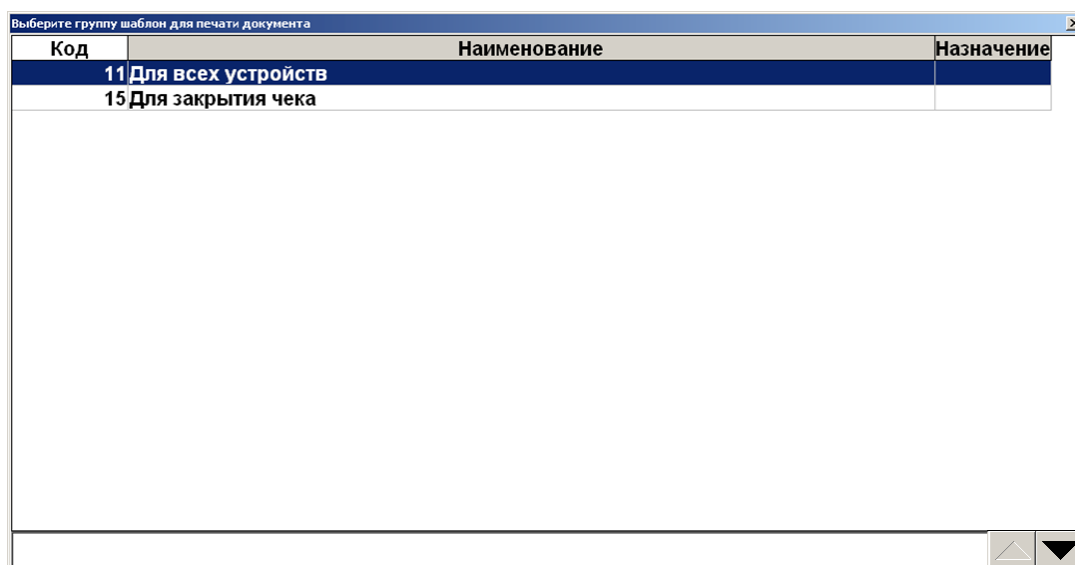 Выберите группу шаблон для печати документа
Код Наименование Назначение
11 Для всех устройств
15 Для закрытия чека